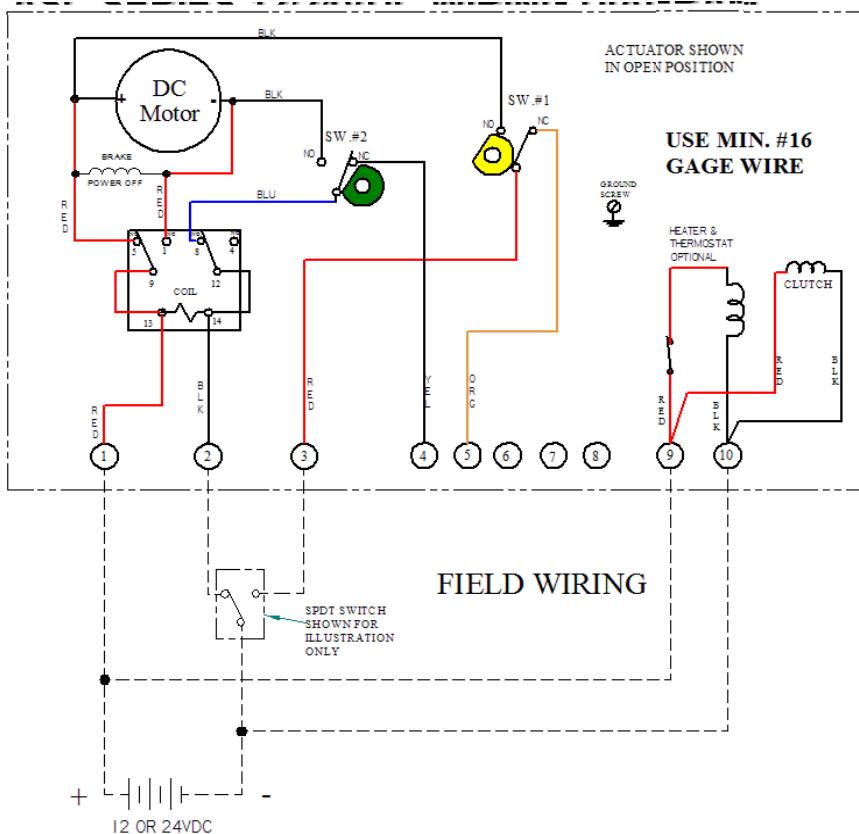 ACTUATOR SHOWN
IN OPEN POSITION
USE MIN. #16
GAGE WIRE
BLK
DC
Motor
+
-
BLK
SW.#1
NO
NC
SW.#2
NO
NC
BRAKE
POWER OFF
RED
RED
BLU
GROUND
SCREW
HEATER &
THERMOSTAT
OPTIONAL
CLUTCH
5
1
8
4
9
12
COIL
13
14
RED
BLK
RED
YEL
ORG
RED
BLK
RED
BLK
1
2
3
4
5
6
7
8
9
10
FIELD WIRING
SPDT SWITCH
SHOWN FOR
ILLUSTRATION
ONLY
+
-
12 OR 24VDC